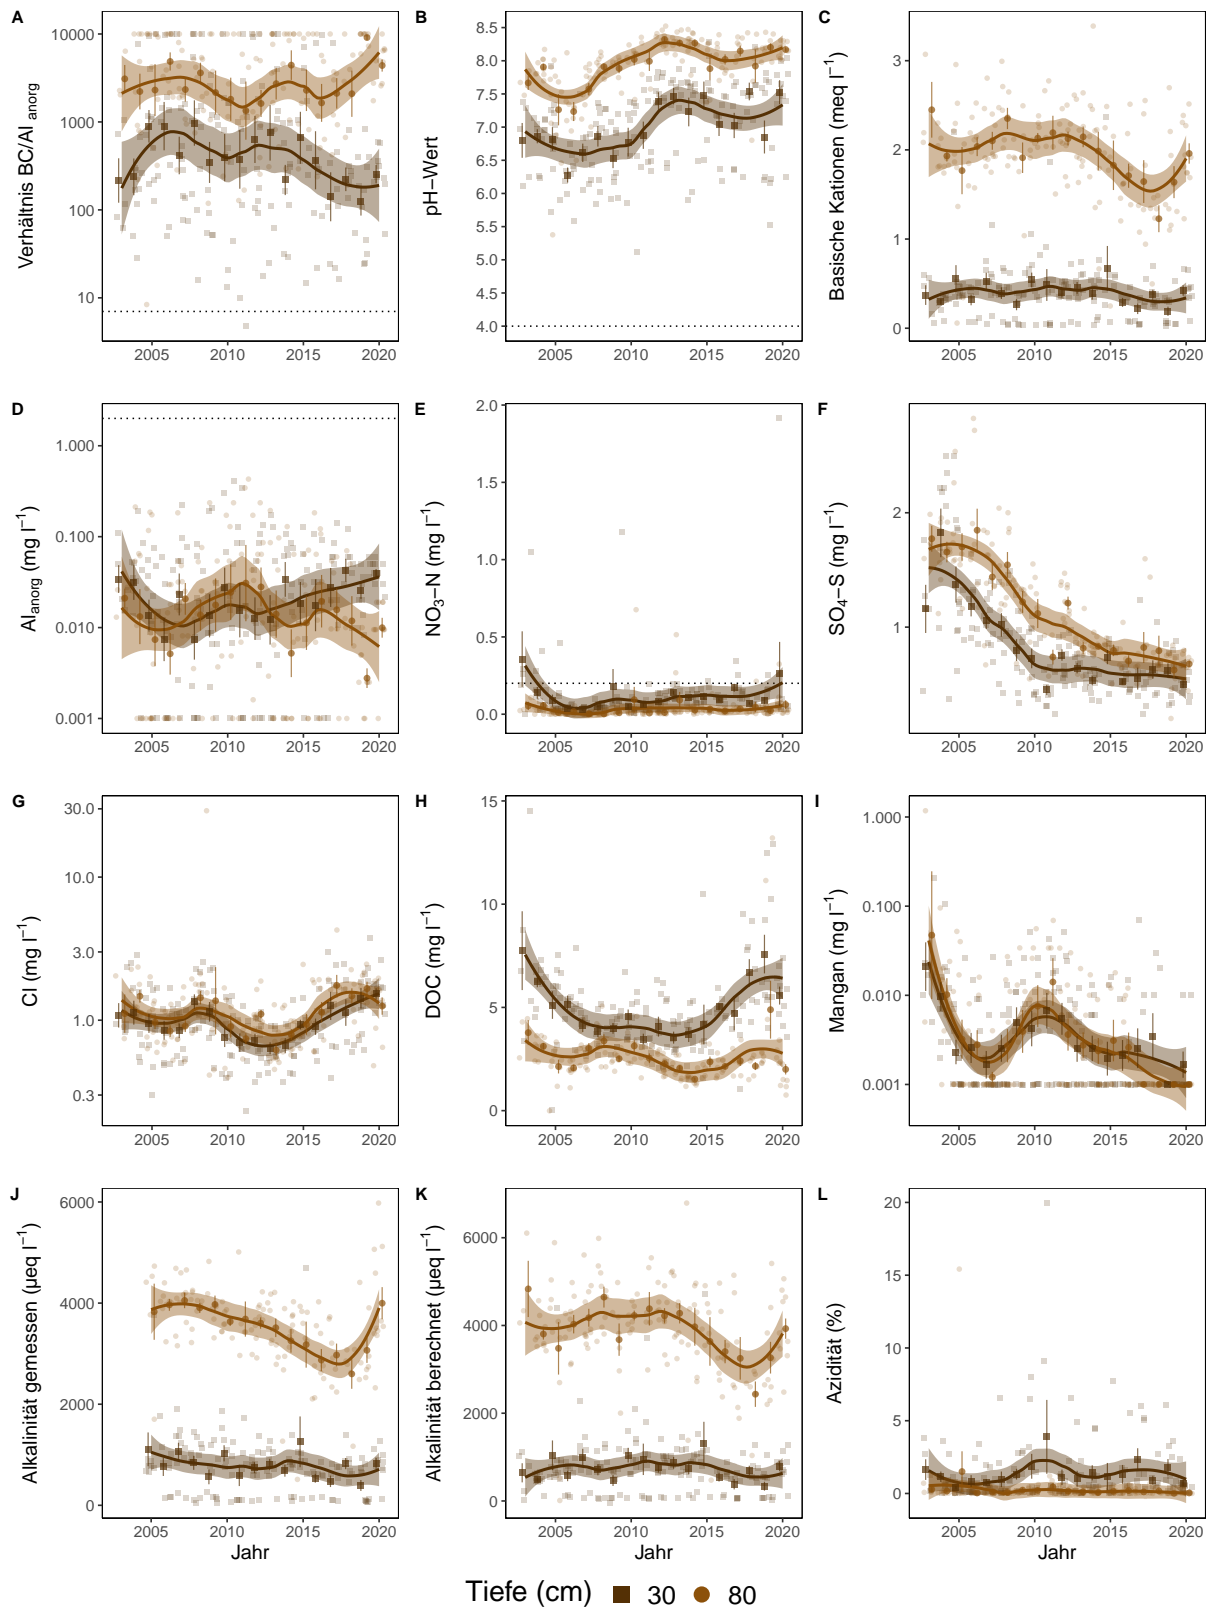 A
Verhältnis BC/Al anorg
10000
1000
100
10
2005 2010 2015 2020
B
pH−Wert
8.5
8.0
7.5
7.0
6.5
6.0
5.5
5.0
4.5
4.0
2005 2010 2015 2020
C
Basische Kationen (meq l−1)
3
2
1
0
2005 2010 2015 2020
D
Al anorg (mg l−1)
1.000
0.100
0.010
0.001
2005 2010 2015 2020
E
NO3−N (mg l−1)
2.0
1.5
1.0
0.5
0.0
2005 2010 2015 2020
F
SO4−S (mg l−1)
2
1
2005 2010 2015 2020
G
Cl (mg l−1)
30.0
10.0
3.0
1.0
0.3
2005 2010 2015 2020
H
DOC (mg l−1)
15
10
5
0
2005 2010 2015 2020
I
Mangan (mg l−1)
1.000
0.100
0.010
0.001
2005 2010 2015 2020
J
Alkalinität gemessen (µeq l−1)
6000
4000
2000
0
2005 2010 2015 2020
Jahr
K
Alkalinität berechnet (µeq l−1)
6000
4000
2000
0
2005 2010 2015 2020
Jahr
L
Azidität (%)
20
15
10
5
0
2005 2010 2015 2020
Jahr
Tiefe (cm) 30 80